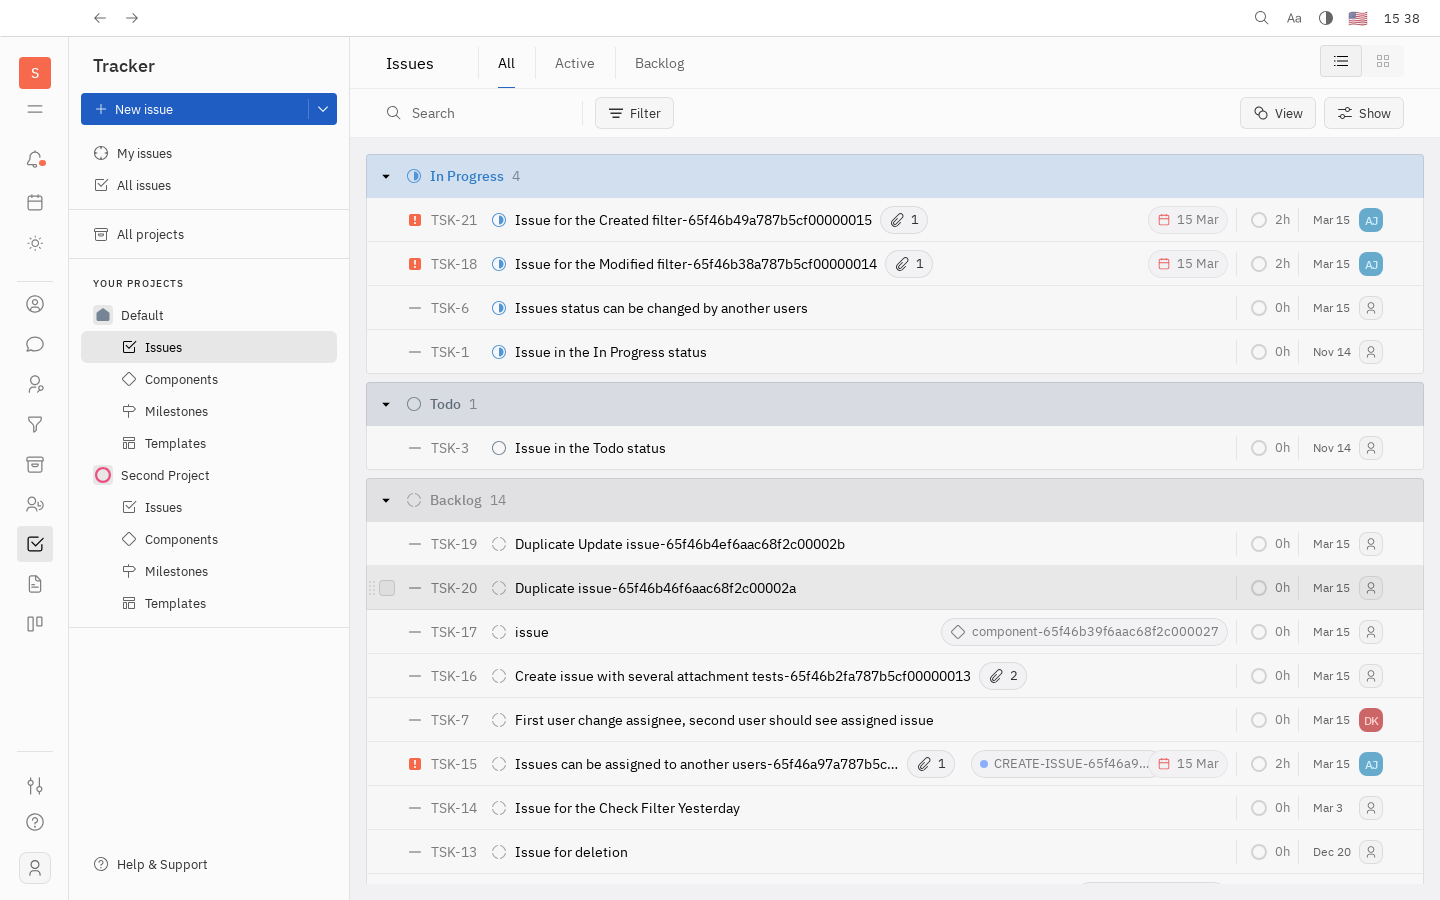 Aa
15 38
S
Tracker
New issue
My issues
All issues
All projects
YOUR PROJECTS
Default
Issues
Components
Milestones
Templates
Second Project
Issues
Components
Milestones
Templates
Help & Support
Issues
All
Active
Backlog
Search
Filter
View
Show
In Progress 4
TSK-21 Issue for the Created filter-65f46b49a787b5cf00000015 1 15 Mar 2h Mar 15 AJ
TSK-18 Issue for the Modified filter-65f46b38a787b5cf00000014 1 15 Mar 2h Mar 15 AJ
TSK-6 Issues status can be changed by another users 0h Mar 15
TSK-1 Issue in the In Progress status 0h Nov 14
Todo 1
TSK-3 Issue in the Todo status 0h Nov 14
Backlog 14
TSK-19 Duplicate Update issue-65f46b4ef6aac68f2c00002b 0h Mar 15
TSK-20 Duplicate issue-65f46b46f6aac68f2c00002a 0h Mar 15
TSK-17 issue component-65f46b39f6aac68f2c000027 0h Mar 15
TSK-16 Create issue with several attachment tests-65f46b2fa787b5cf00000013 2 0h Mar 15
TSK-7 First user change assignee, second user should see assigned issue 0h Mar 15 DK
TSK-15 Issues can be assigned to another users-65f46a97a787b5c... 1 CREATE-ISSUE-65f46a9... 15 Mar 2h Mar 15 AJ
TSK-14 Issue for the Check Filter Yesterday 0h Mar 3
TSK-13 Issue for deletion 0h Dec 20